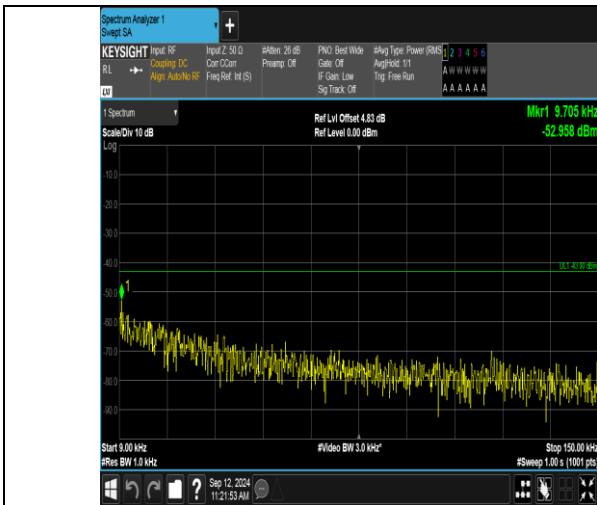 Spectrum Analyzer 1
Swept SA
+
KEYSIGHT Input: RF Input Z: 50 Ω #Atten: 26 dB PNO: Best Wide #Avg Type: Power (RMS 1 2 3 4 5 6
RL Coupling: DC Corr CCorr Preamp: Off Gate: Off Avg|Hold: 1/1 A W W W W W
Align: Auto/No RF Freq Ref: Int (S) IF Gain: Low Trig: Free Run A A A A A A
LXI Sig Track: Off
1 Spectrum Ref Lvl Offset 4.83 dB Mkr1 9.705 kHz
Scale/Div 10 dB Ref Level 0.00 dBm -52.958 dBm
Log
-10.0
-20.0
-30.0
-40.0
DL1 -43.00 dBm
-50.0
1
-60.0
-70.0
-80.0
-90.0
Start 9.00 kHz #Video BW 3.0 kHz* Stop 150.00 kHz
#Res BW 1.0 kHz #Sweep 1.00 s (1001 pts)
? Sep 12, 2024
11:21:53 AM